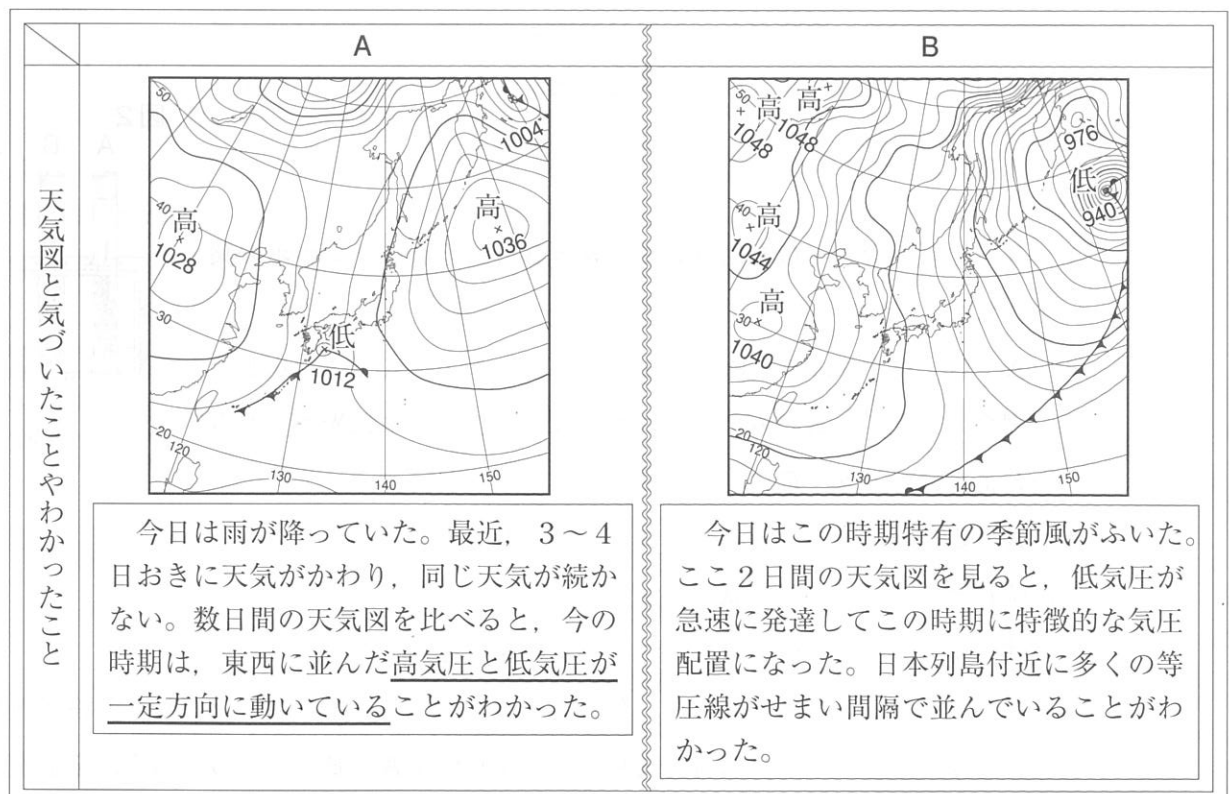 A
B
天気図と気づいたことやわかったこと
50
40
30
20
120
130
140
150
高
1028
低
1012
高
1036
1004
今日は雨が降っていた。最近，3～4
日おきに天気がかわり，同じ天気が続か
ない。数日間の天気図を比べると，今の
時期は，東西に並んだ高気圧と低気圧が
一定方向に動いていることがわかった。
50
高
1048
高
1048
40
高
1044
高
30
1040
20
120
130
140
150
976
低
940
今日はこの時期特有の季節風がふいた。
ここ2日間の天気図を見ると，低気圧が
急速に発達してこの時期に特徴的な気圧
配置になった。日本列島付近に多くの等
圧線がせまい間隔で並んでいることがわ
かった。